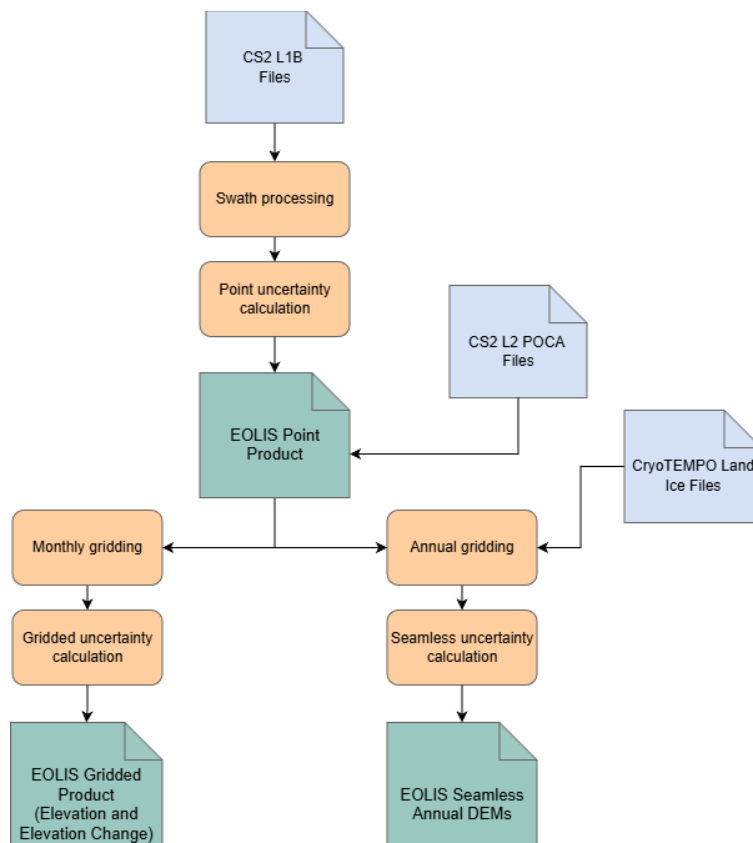 CS2 L1B
Files
Swath processing
Point uncertainty
calculation
CS2 L2 POCA
Files
EOLIS Point
Product
CryoTEMPO Land
Ice Files
Monthly gridding
Annual gridding
Gridded uncertainty
calculation
Seamless uncertainty
calculation
EOLIS Gridded
Product
(Elevation and
Elevation Change)
EOLIS Seamless
Annual DEMs